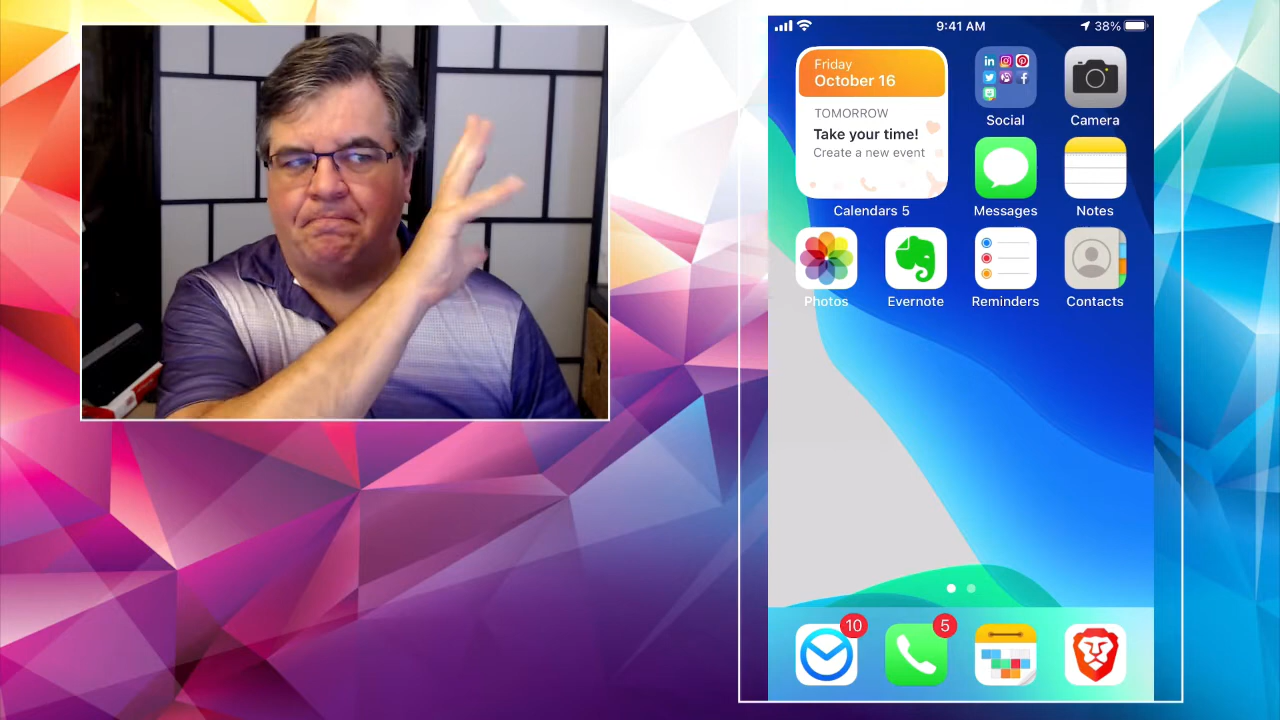 9:41 AM
38%
Friday
October 16
TOMORROW
Take your time!
Create a new event
Calendars 5
in
f
Social
Camera
Messages
Notes
Photos
Evernote
Reminders
Contacts
10
5